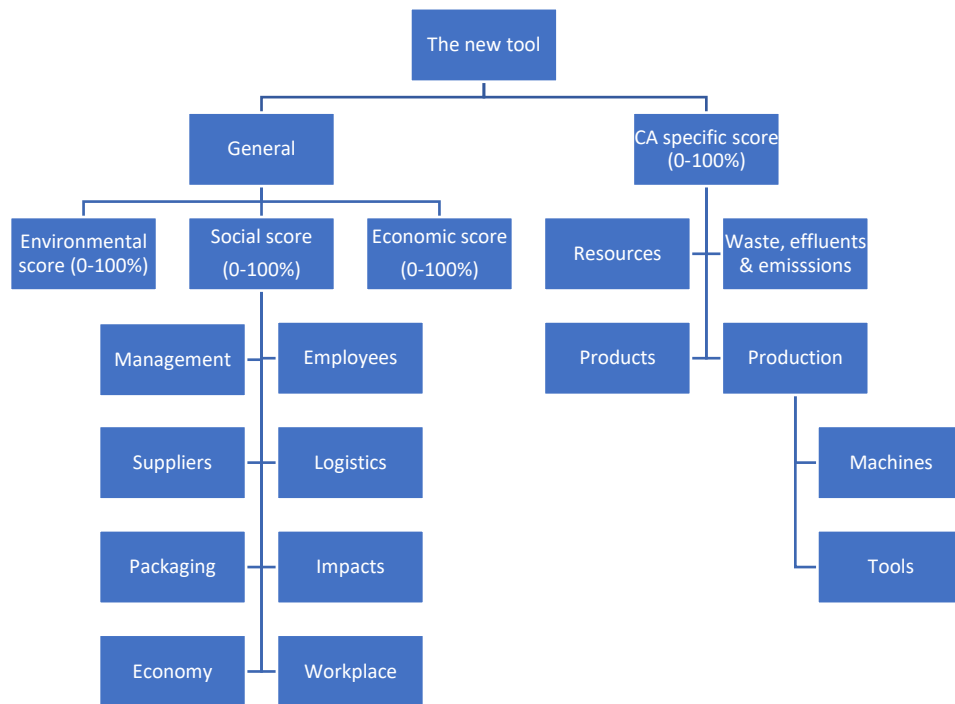 The new tool
General
CA specific score
(0-100%)
Environmental
score (0-100%)
Social score
(0-100%)
Economic score
(0-100%)
Resources
Waste, effluents
& emisssions
Management
Employees
Products
Production
Suppliers
Logistics
Machines
Packaging
Impacts
Tools
Economy
Workplace